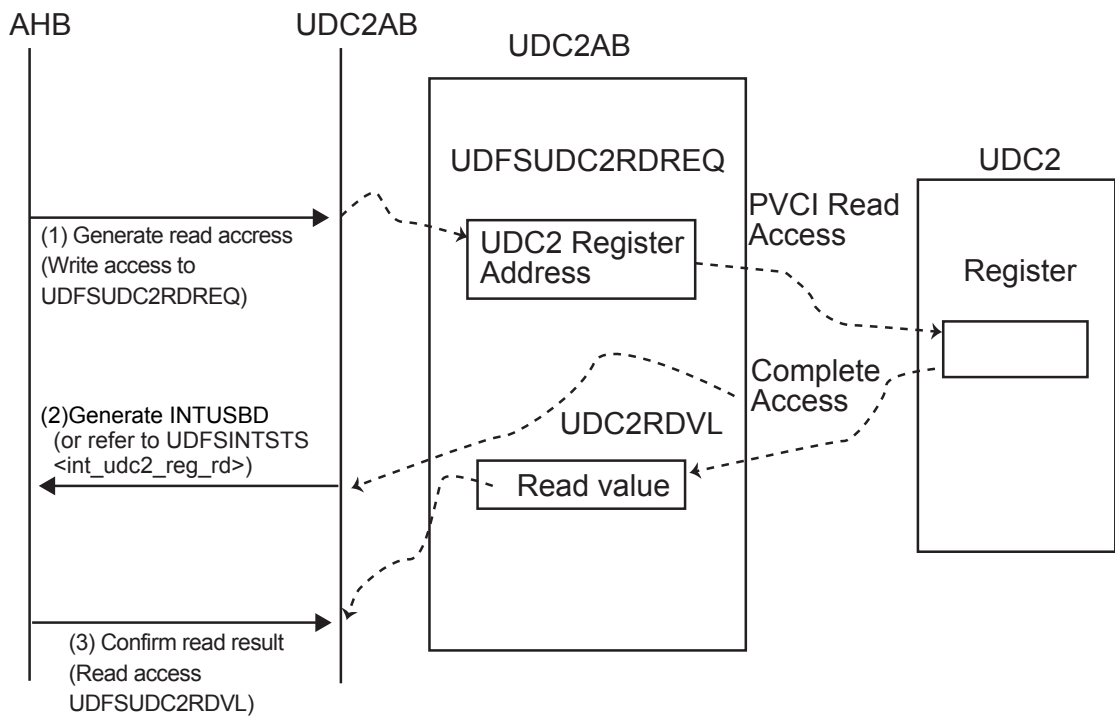 AHB
UDC2AB
UDC2AB
UDFSUDC2RDREQ
UDC2
PVCI Read
Access
(1) Generate read accress
(Write access to
UDFSUDC2RDREQ)
UDC2 Register
Address
Register
Complete
Access
(2)Generate INTUSBD
(or refer to UDFSINTSTS
<int_udc2_reg_rd>)
UDC2RDVL
Read value
(3) Confirm read result
(Read access
UDFSUDC2RDVL)